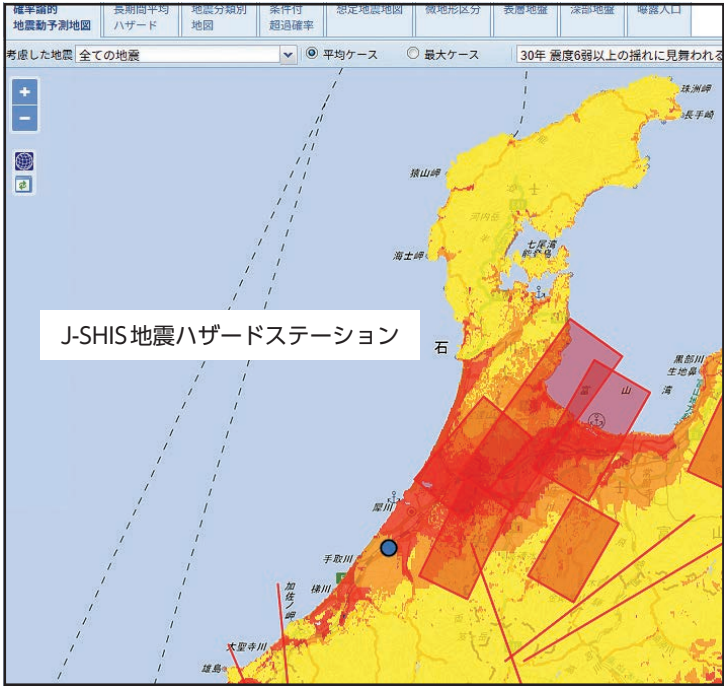 確率論的
地震動予測地図
長期間平均
ハザード
地震分類別
地図
条件付
超過確率
想定地震地図
微地形区分
表層地盤
深部地盤
曝露人口
考慮した地震 全ての地震
平均ケース
最大ケース
30年 震度6弱以上の揺れに見舞われる
+
−
珠洲岬
長手崎
猿山岬
河内岳
七尾湾
能登島
海士岬
J-SHIS 地震ハザードステーション
石
黒部川
生地鼻
富山湾
犀川
手取川
梯川
加佐ノ岬
大聖寺川
雄島
富